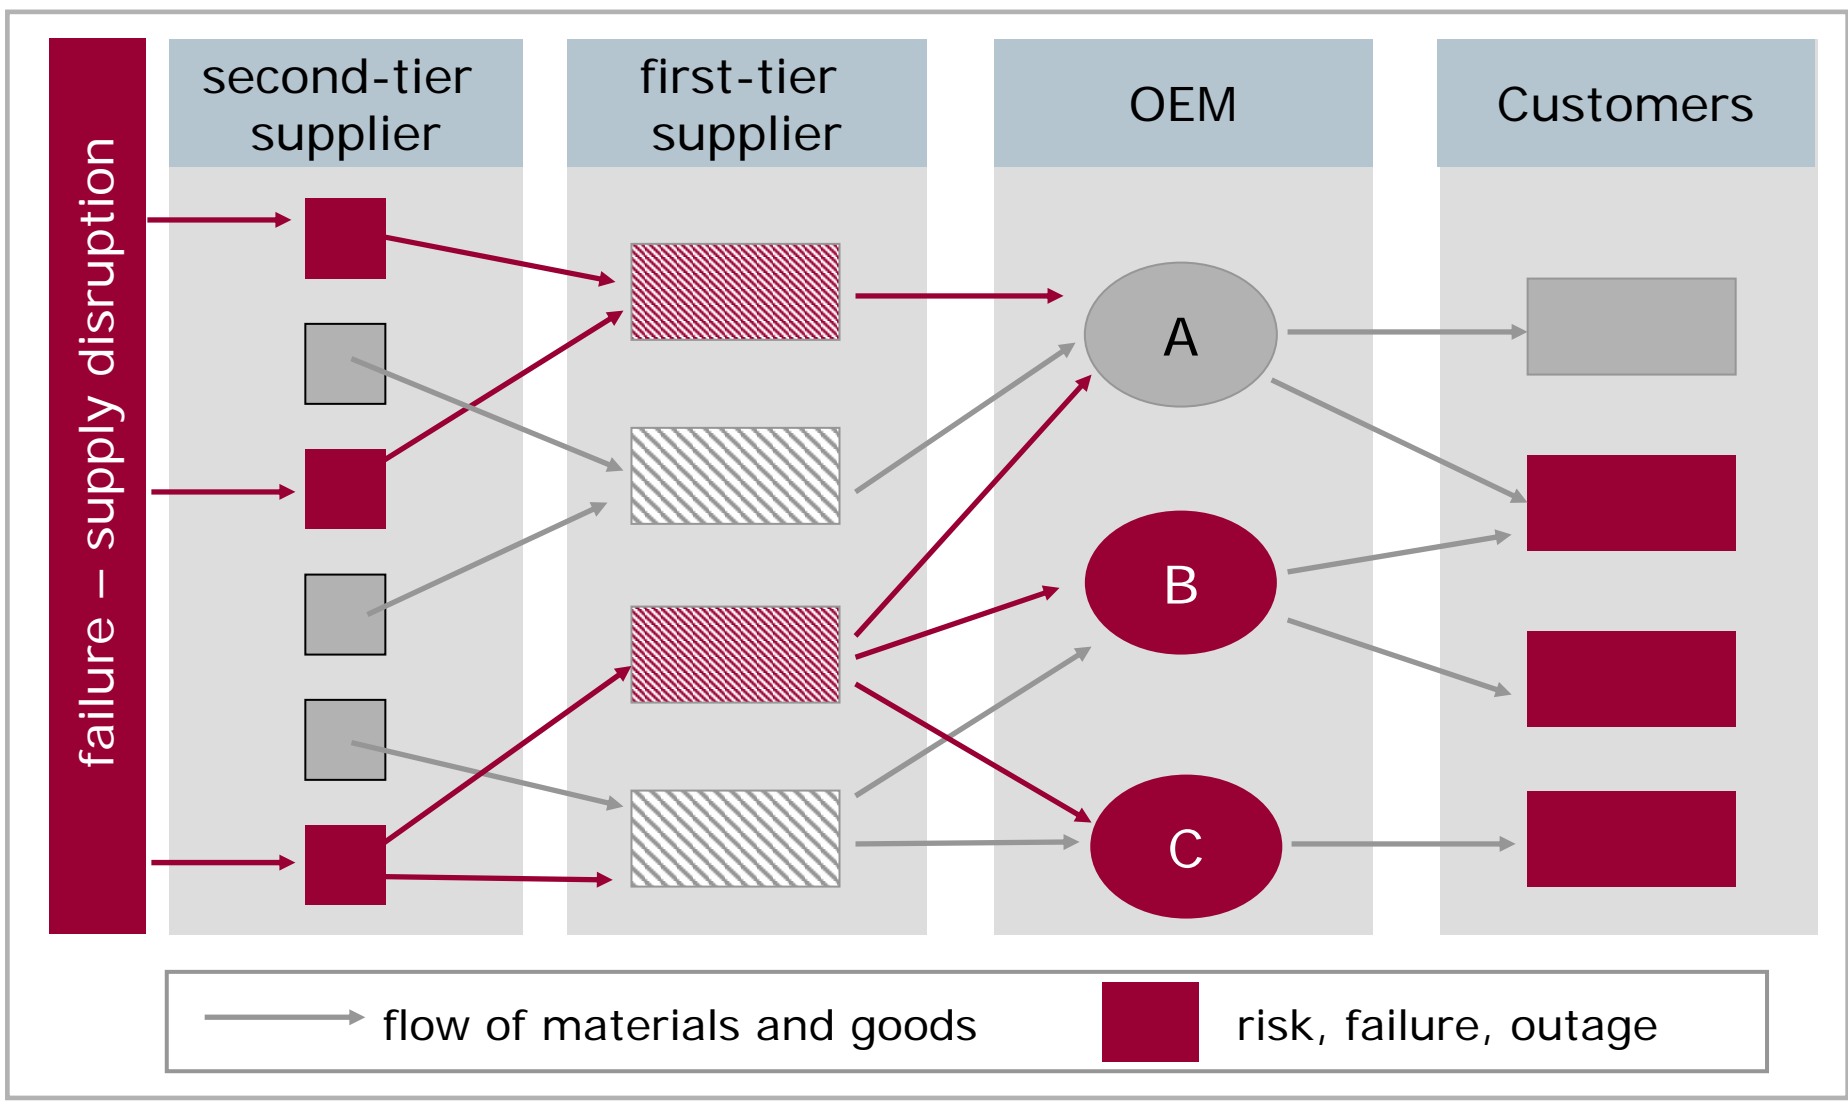 failure – supply disruption
second-tier
supplier
first-tier
supplier
OEM
Customers
A
B
C
flow of materials and goods
risk, failure, outage